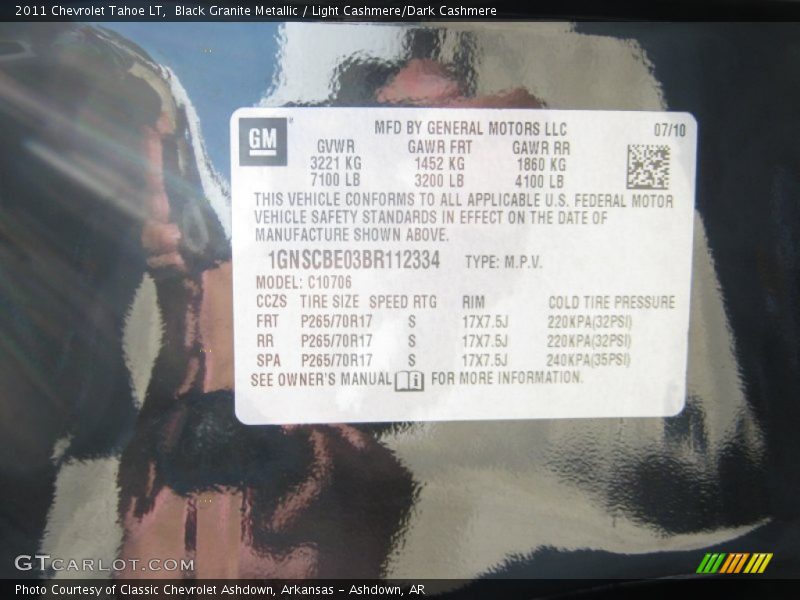 2011 Chevrolet Tahoe LT,  Black Granite Metallic / Light Cashmere/Dark Cashmere
GM
MFD BY GENERAL MOTORS LLC 07/10
GVWR GAWR FRT GAWR RR
3221 KG 1452 KG 1860 KG
7100 LB 3200 LB 4100 LB
THIS VEHICLE CONFORMS TO ALL APPLICABLE U.S. FEDERAL MOTOR
VEHICLE SAFETY STANDARDS IN EFFECT ON THE DATE OF
MANUFACTURE SHOWN ABOVE.
1GNSCBE03BR112334 TYPE: M.P.V.
MODEL: C10706
CCZS TIRE SIZE SPEED RTG RIM COLD TIRE PRESSURE
FRT P265/70R17 S 17X7.5J 220KPA(32PSI)
RR P265/70R17 S 17X7.5J 220KPA(32PSI)
SPA P265/70R17 S 17X7.5J 240KPA(35PSI)
SEE OWNER'S MANUAL FOR MORE INFORMATION.
GTCARLOT.COM
Photo Courtesy of Classic Chevrolet Ashdown, Arkansas - Ashdown, AR